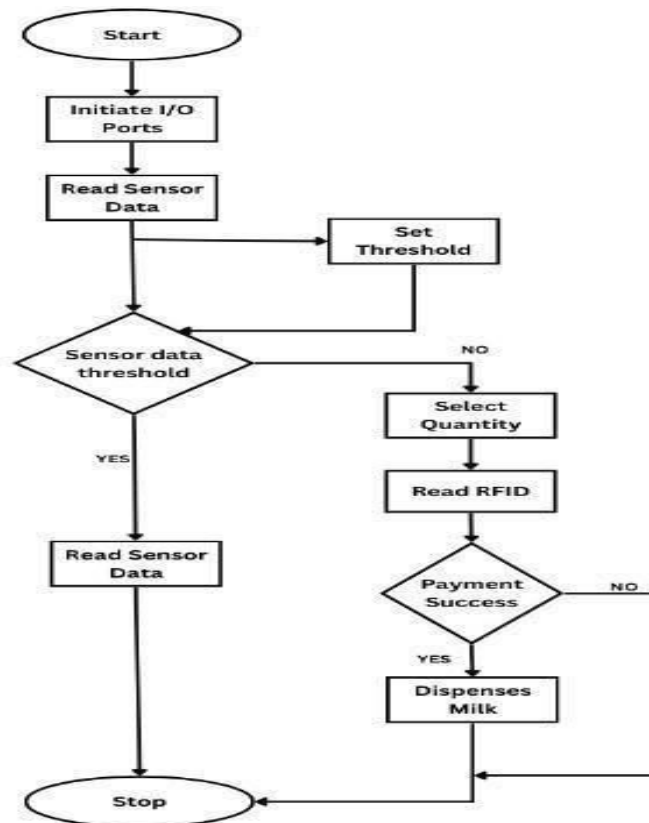 Start
Initiate I/O
Ports
Read Sensor
Data
Set
Threshold
Sensor data
threshold
NO
Select
Quantity
YES
Read RFID
Read Sensor
Data
Payment
Success
NO
YES
Dispenses
Milk
Stop